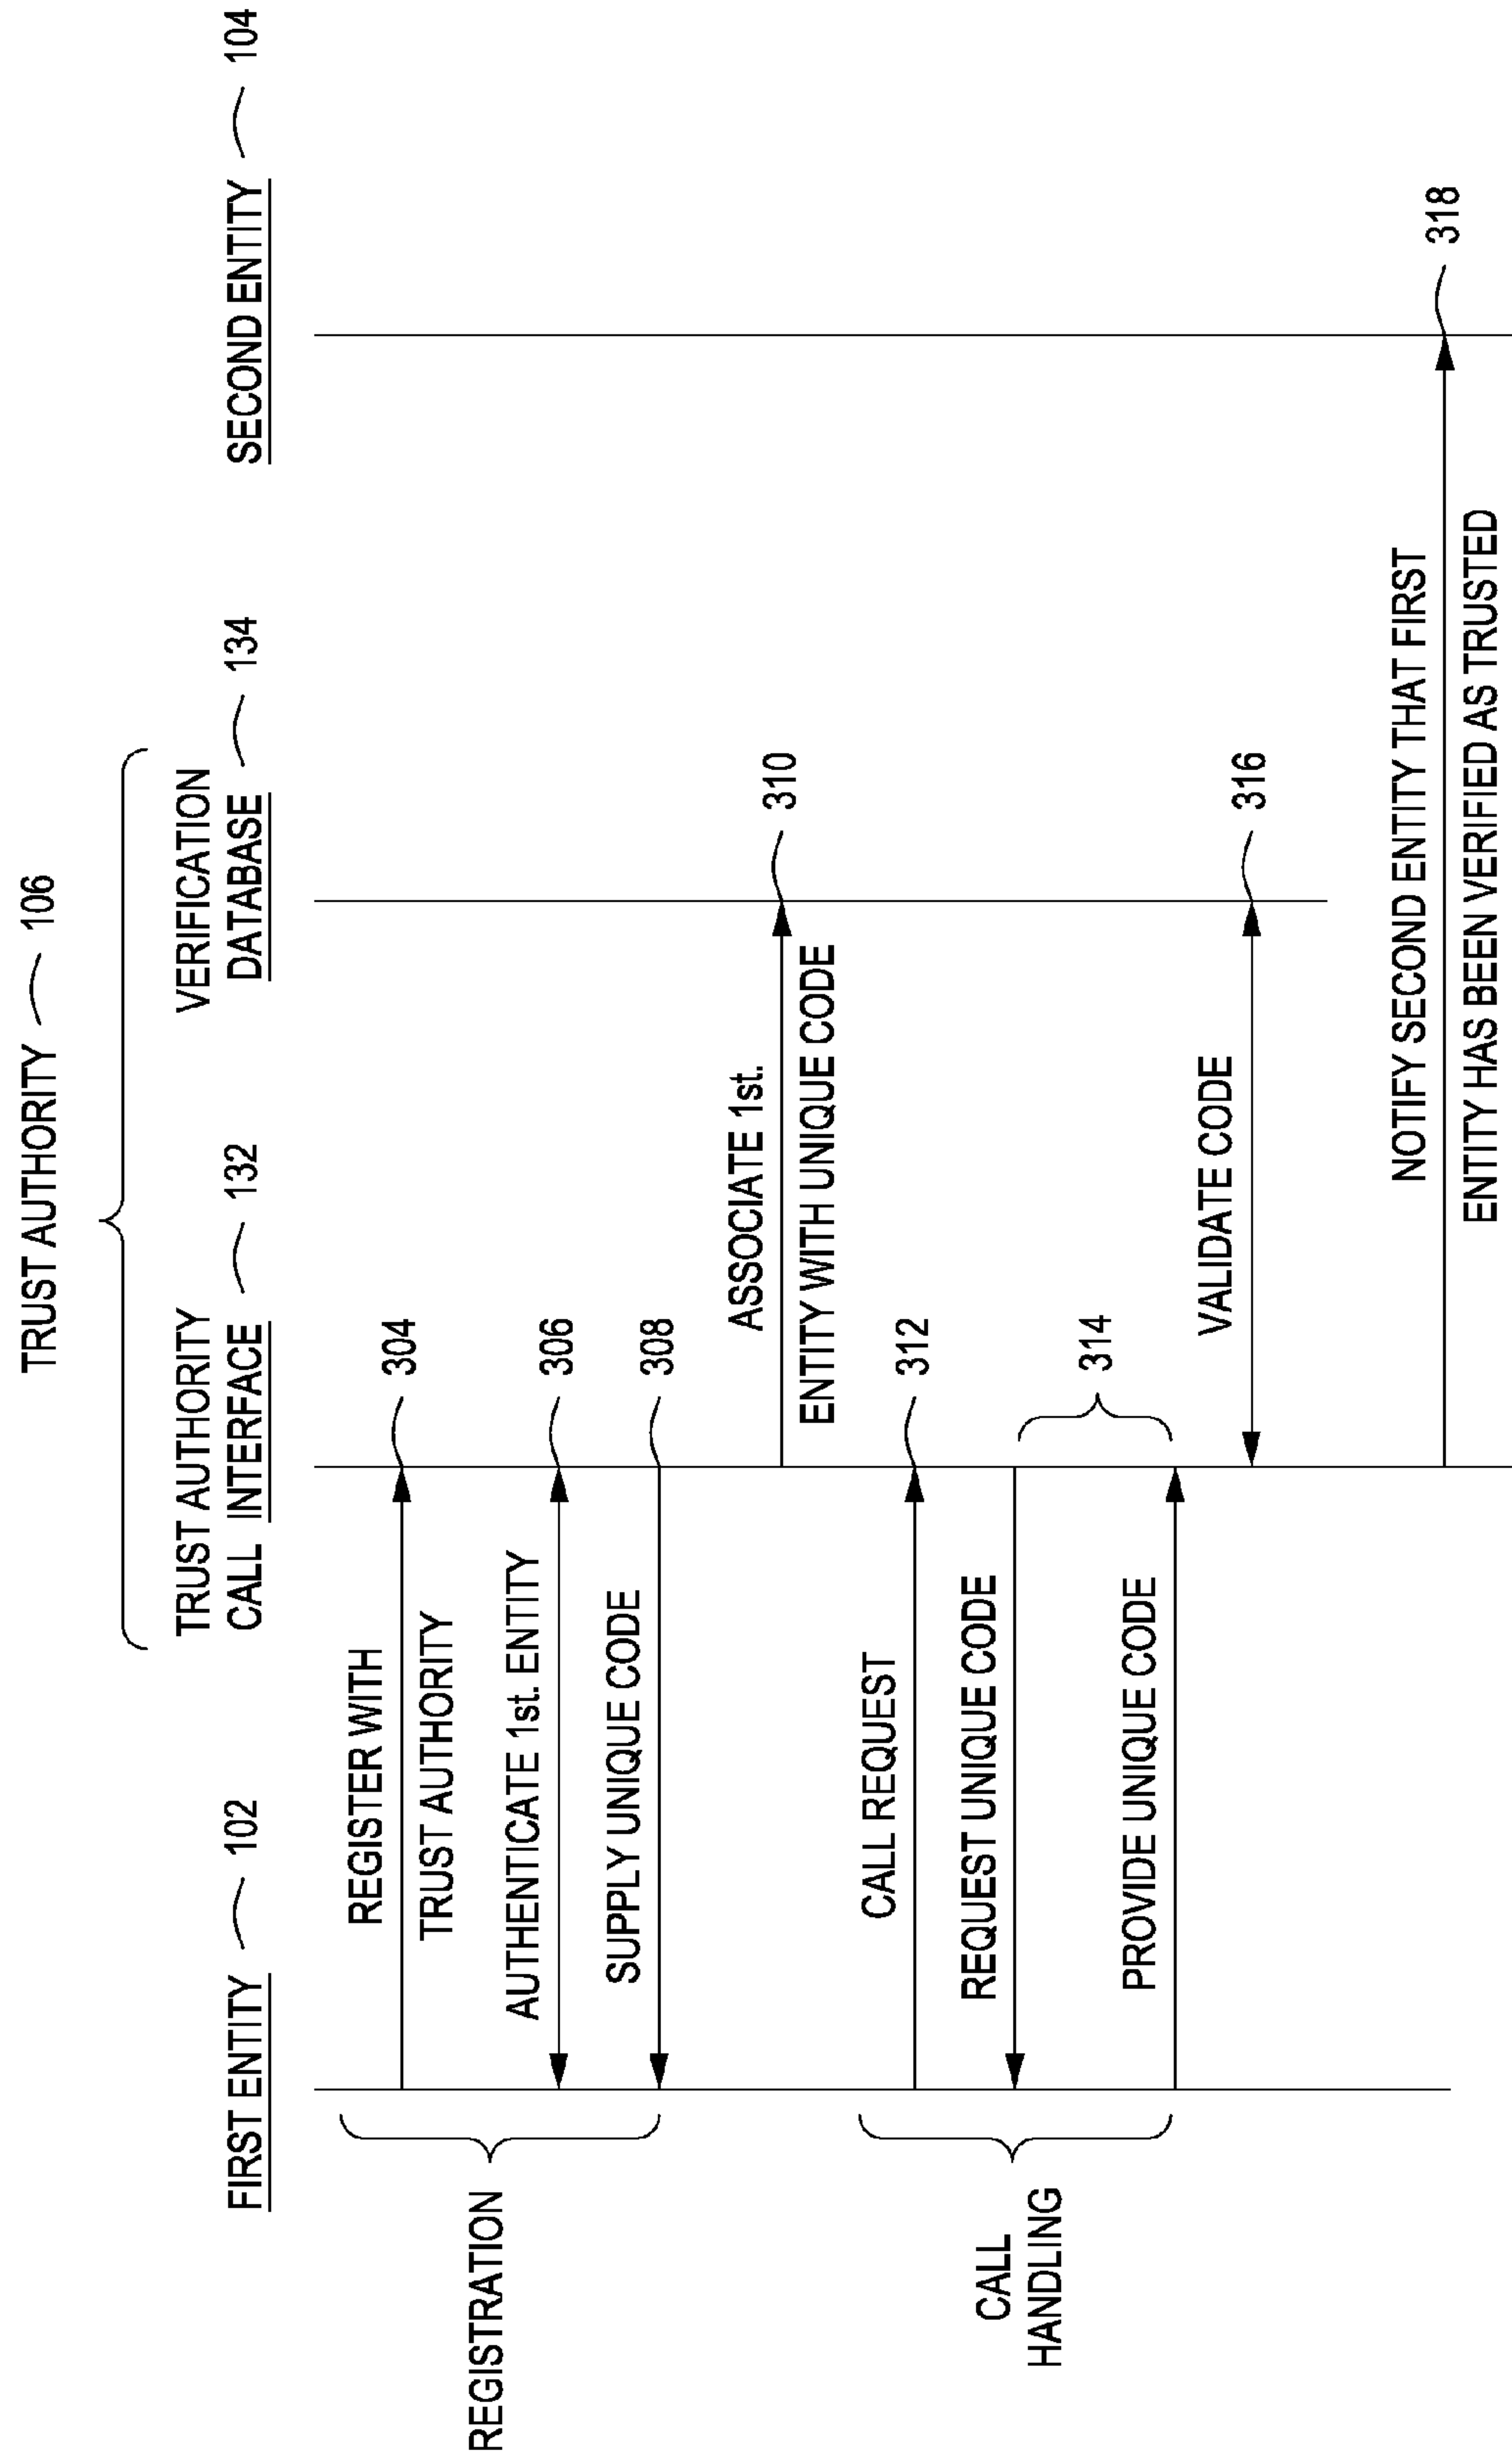 TRUST AUTHORITY 106
FIRST ENTITY 102
TRUST AUTHORITY
CALL INTERFACE 132
VERIFICATION
DATABASE 134
SECOND ENTITY 104
REGISTRATION
REGISTER WITH
TRUST AUTHORITY
304
AUTHENTICATE 1st. ENTITY
306
SUPPLY UNIQUE CODE
308
ASSOCIATE 1st.
ENTITY WITH UNIQUE CODE
310
CALL
HANDLING
CALL REQUEST
312
REQUEST UNIQUE CODE
314
PROVIDE UNIQUE CODE
VALIDATE CODE
316
NOTIFY SECOND ENTITY THAT FIRST
ENTITY HAS BEEN VERIFIED AS TRUSTED
318